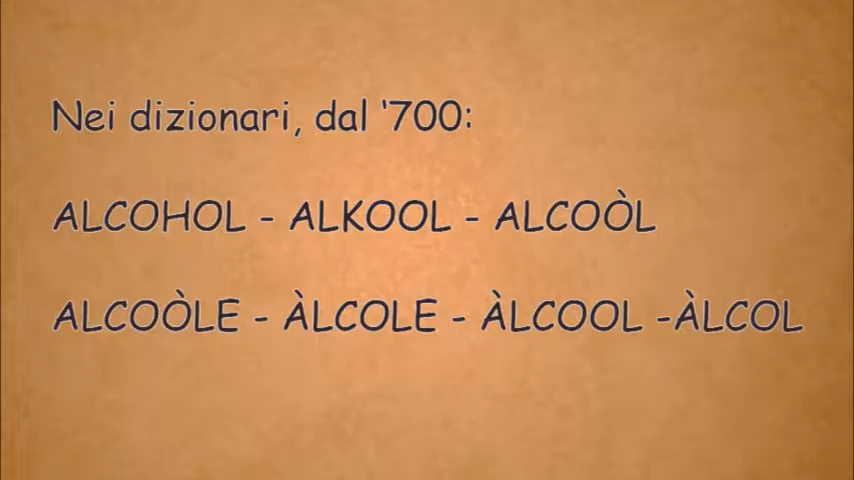 Nei dizionari, dal '700:
ALCOHOL - ALKOOL - ALCOÒL
ALCOÒLE - ÀLCOLE - ÀLCOOL -ÀLCOL